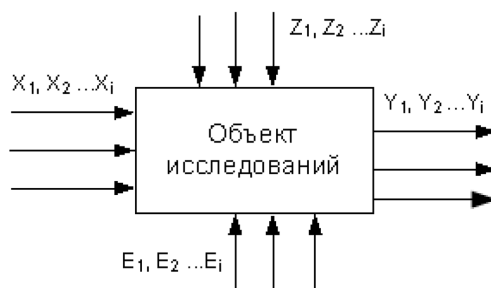 Z1, Z2 ...Zi
X1, X2 ...Xi
Y1, Y2 ...Yi
Объект
исследований
E1, E2 ...Ei